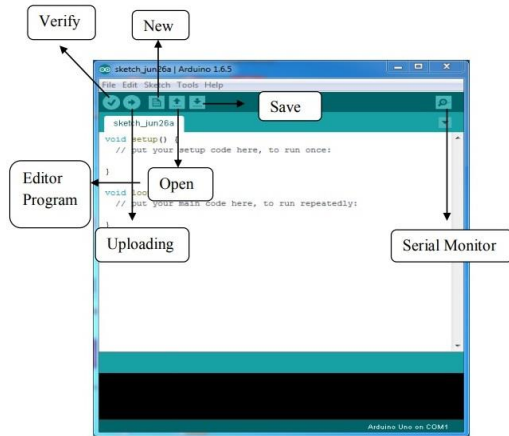 Verify
New
sketch_jun26a | Arduino 1.6.5
File Edit Sketch Tools Help
Save
sketch_jun26a
void setup() {
// put your setup code here, to run once:
}
Editor
Program
Open
void loop
// put your main code here, to run repeatedly:
}
Uploading
Serial Monitor
Arduino Uno on COM1